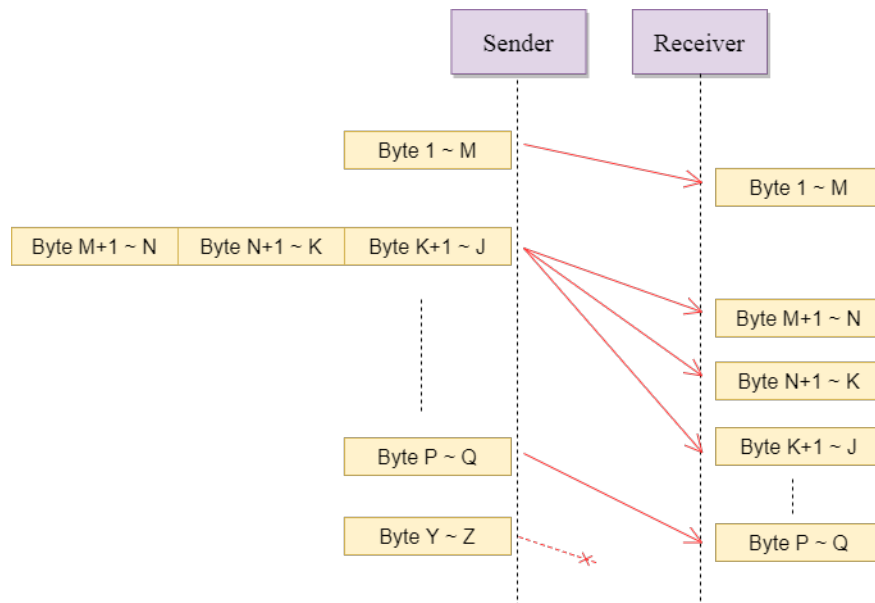 Sender
Receiver
Byte 1 ~ M
Byte 1 ~ M
Byte M+1 ~ N
Byte N+1 ~ K
Byte K+1 ~ J
Byte M+1 ~ N
Byte N+1 ~ K
Byte K+1 ~ J
Byte P ~ Q
Byte Y ~ Z
Byte P ~ Q